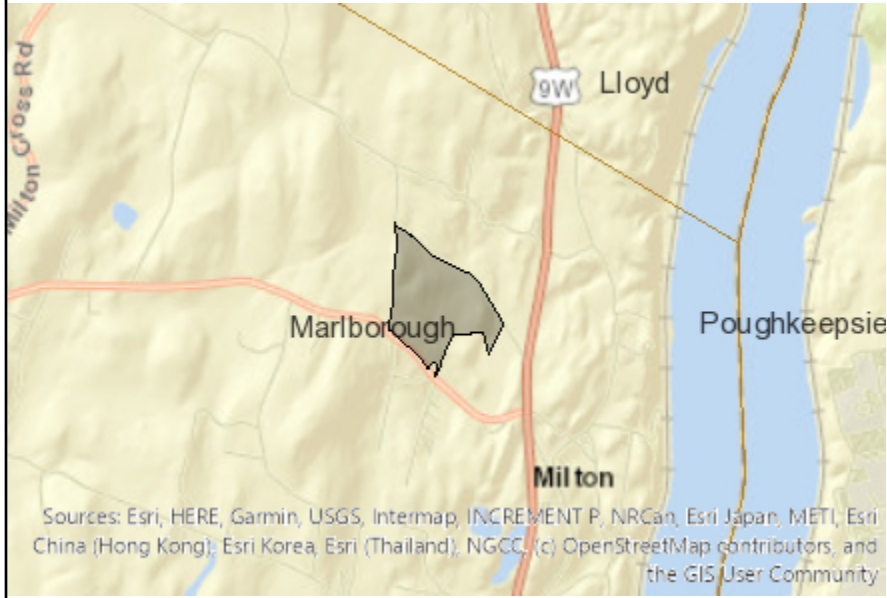 Lloyd
9W
Milton Cross Rd
Marlborough
Poughkeepsie
Milton
Sources: Esri, HERE, Garmin, USGS, Intermap, INCREMENT P, NRCan, Esri Japan, METI, Esri
China (Hong Kong), Esri Korea, Esri (Thailand), NGCC, (c) OpenStreetMap contributors, and
the GIS User Community